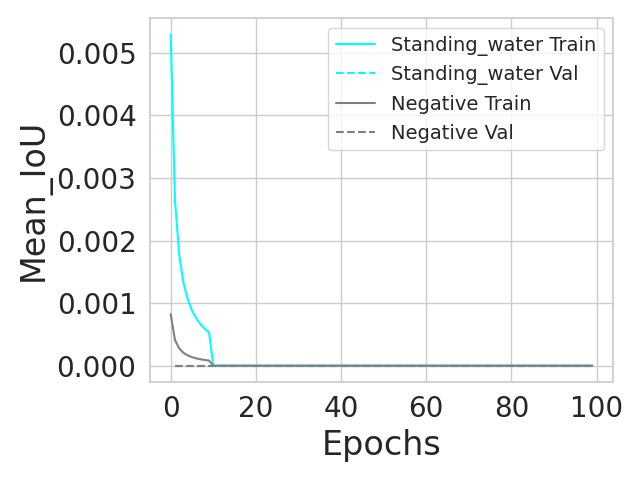 Standing_water Train
Standing_water Val
Negative Train
Negative Val
0.005
0.004
0.003
0.002
0.001
0.000
Mean_IoU
0 20 40 60 80 100
Epochs